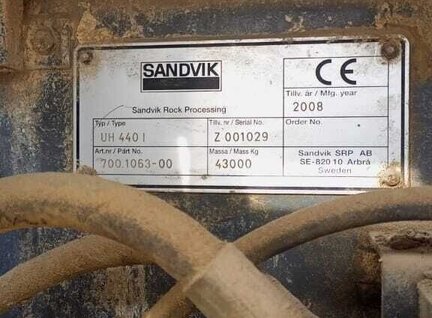 SANDVIK
Sandvik Rock Processing
CE
Tillv. år / Mfg. year
2008
Typ / Type
UH 440 I
Tillv. nr / Serial No.
Z 001029
Order No.
Art.nr / Part No.
700.1063-00
Massa / Mass Kg
43000
Sandvik SRP AB
SE-820 10 Arbrå
Sweden